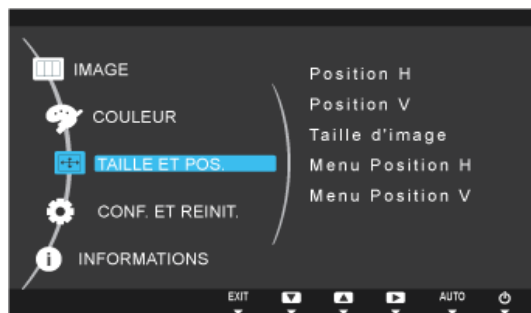 IMAGE
COULEUR
TAILLE ET POS.
CONF. ET REINIT.
INFORMATIONS
Position H
Position V
Taille d'image
Menu Position H
Menu Position V
EXIT AUTO